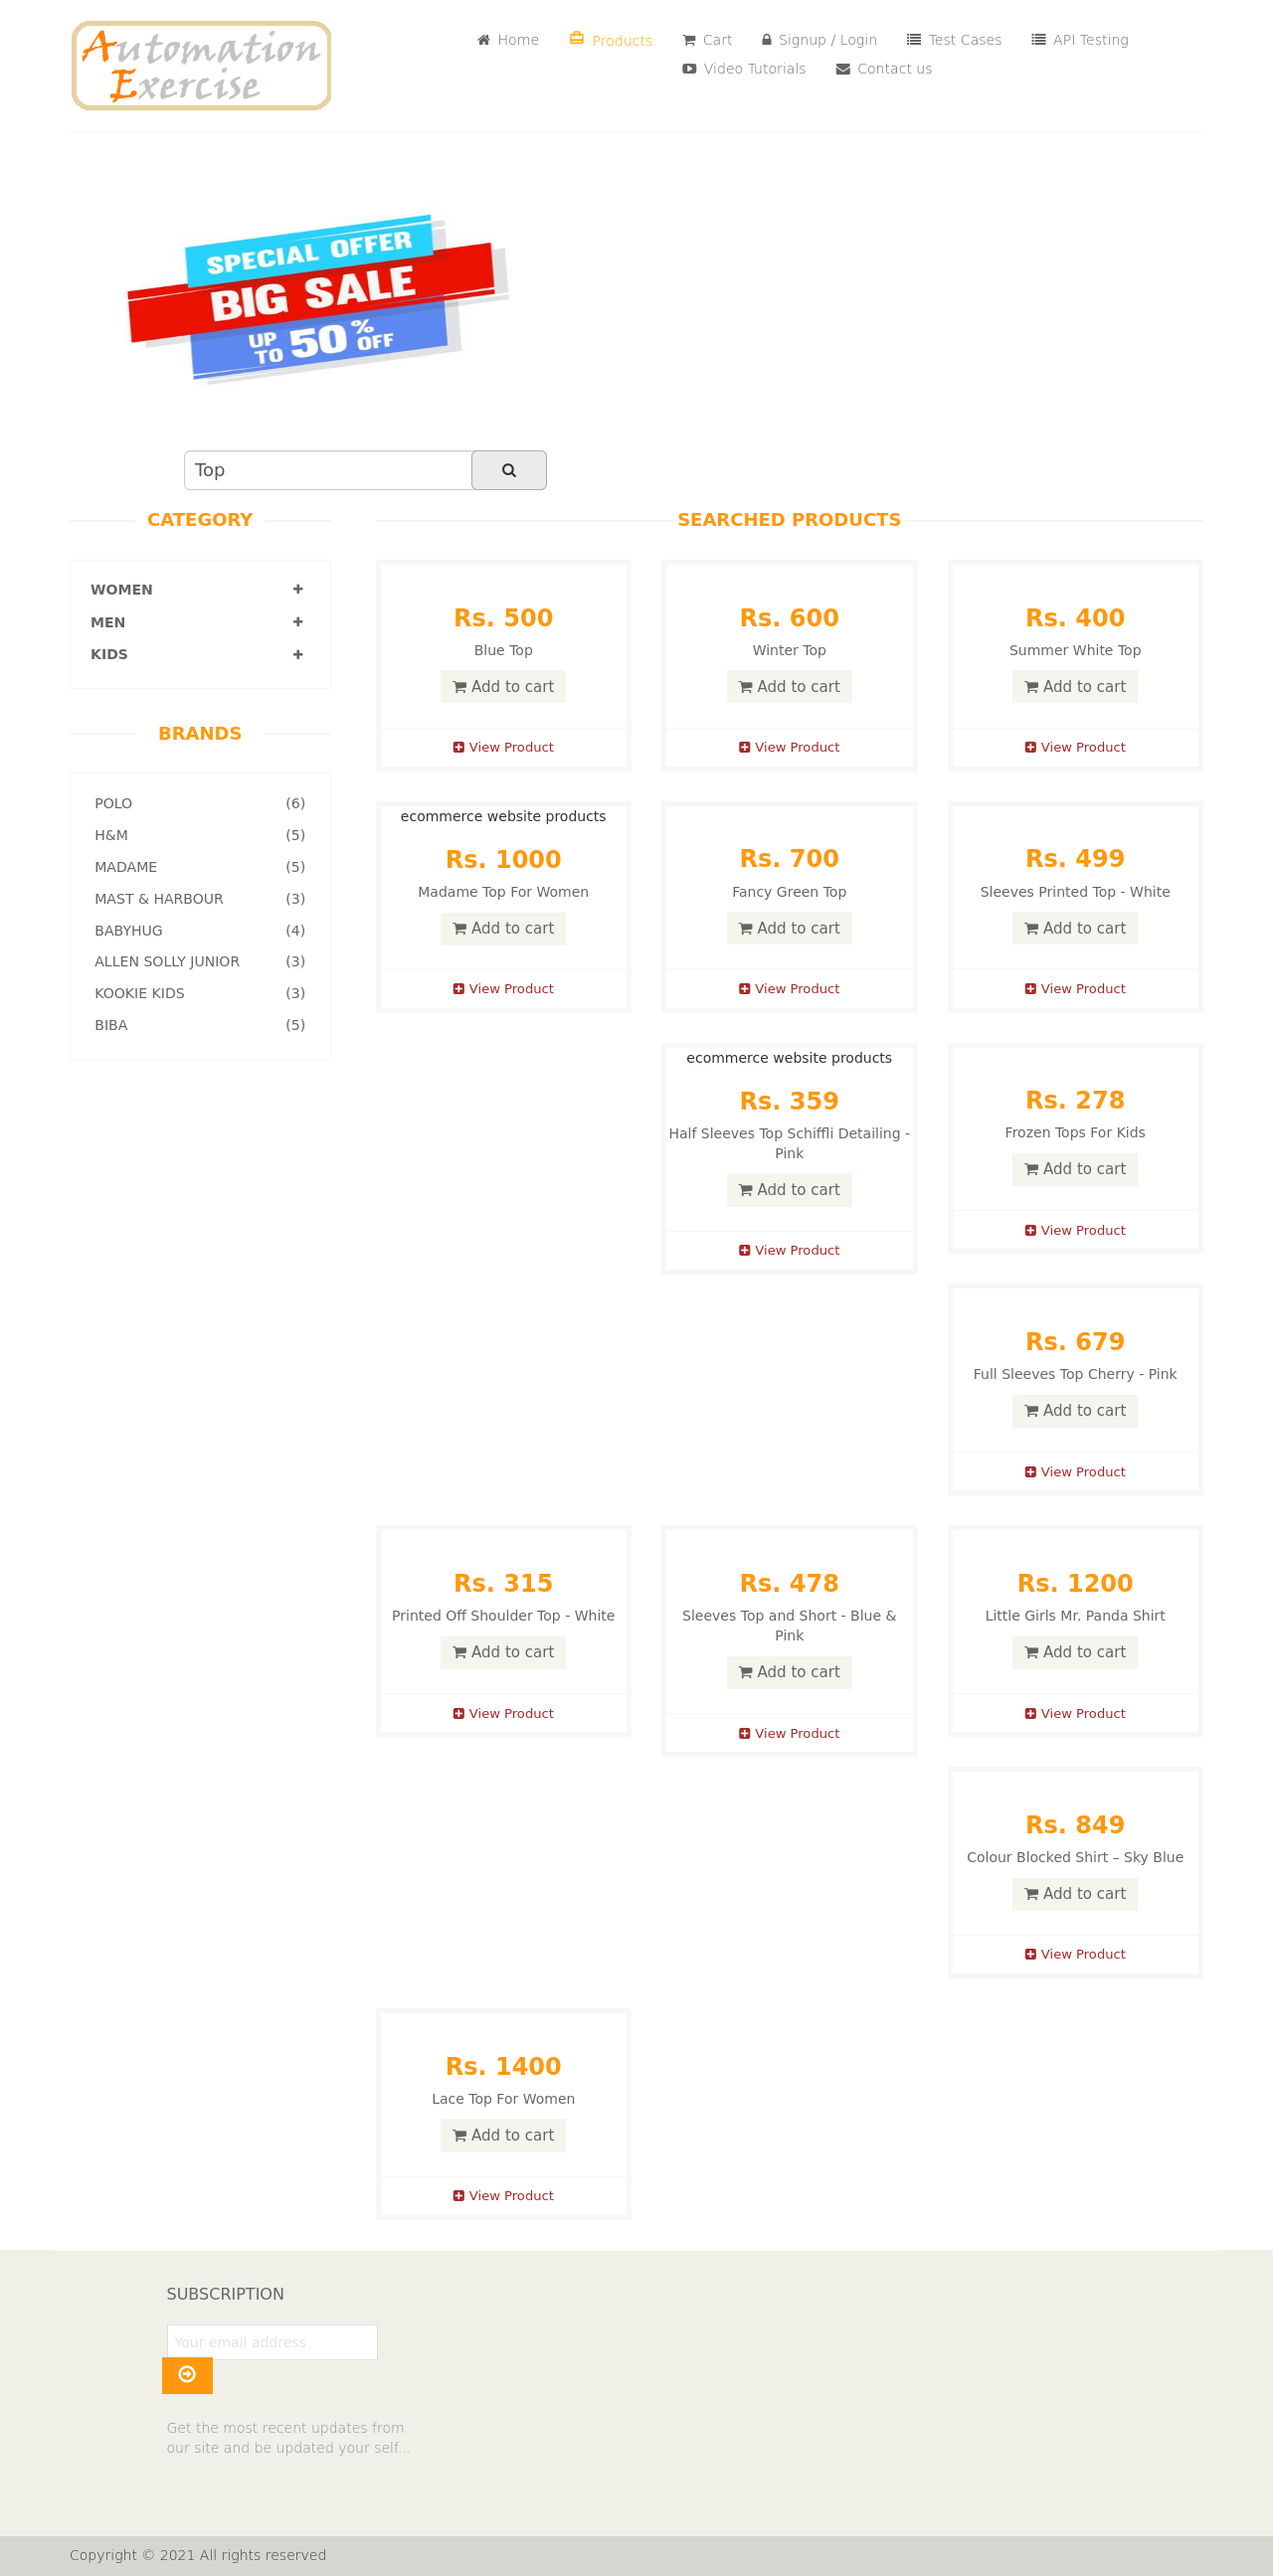 Automation
Exercise
Home Products Cart Signup / Login Test Cases API Testing
Video Tutorials Contact us
SPECIAL OFFER
BIG SALE
UP TO 50% OFF
Top
CATEGORY
WOMEN
MEN
KIDS
BRANDS
POLO (6)
H&M (5)
MADAME (5)
MAST & HARBOUR (3)
BABYHUG (4)
ALLEN SOLLY JUNIOR (3)
KOOKIE KIDS (3)
BIBA (5)
SEARCHED PRODUCTS
Rs. 500
Blue Top
Add to cart
View Product
Rs. 600
Winter Top
Add to cart
View Product
Rs. 400
Summer White Top
Add to cart
View Product
ecommerce website products
Rs. 1000
Madame Top For Women
Add to cart
View Product
Rs. 700
Fancy Green Top
Add to cart
View Product
Rs. 499
Sleeves Printed Top - White
Add to cart
View Product
ecommerce website products
Rs. 359
Half Sleeves Top Schiffli Detailing -
Pink
Add to cart
View Product
Rs. 278
Frozen Tops For Kids
Add to cart
View Product
Rs. 679
Full Sleeves Top Cherry - Pink
Add to cart
View Product
Rs. 315
Printed Off Shoulder Top - White
Add to cart
View Product
Rs. 478
Sleeves Top and Short - Blue &
Pink
Add to cart
View Product
Rs. 1200
Little Girls Mr. Panda Shirt
Add to cart
View Product
Rs. 849
Colour Blocked Shirt – Sky Blue
Add to cart
View Product
Rs. 1400
Lace Top For Women
Add to cart
View Product
SUBSCRIPTION
Your email address
Get the most recent updates from
our site and be updated your self...
Copyright © 2021 All rights reserved